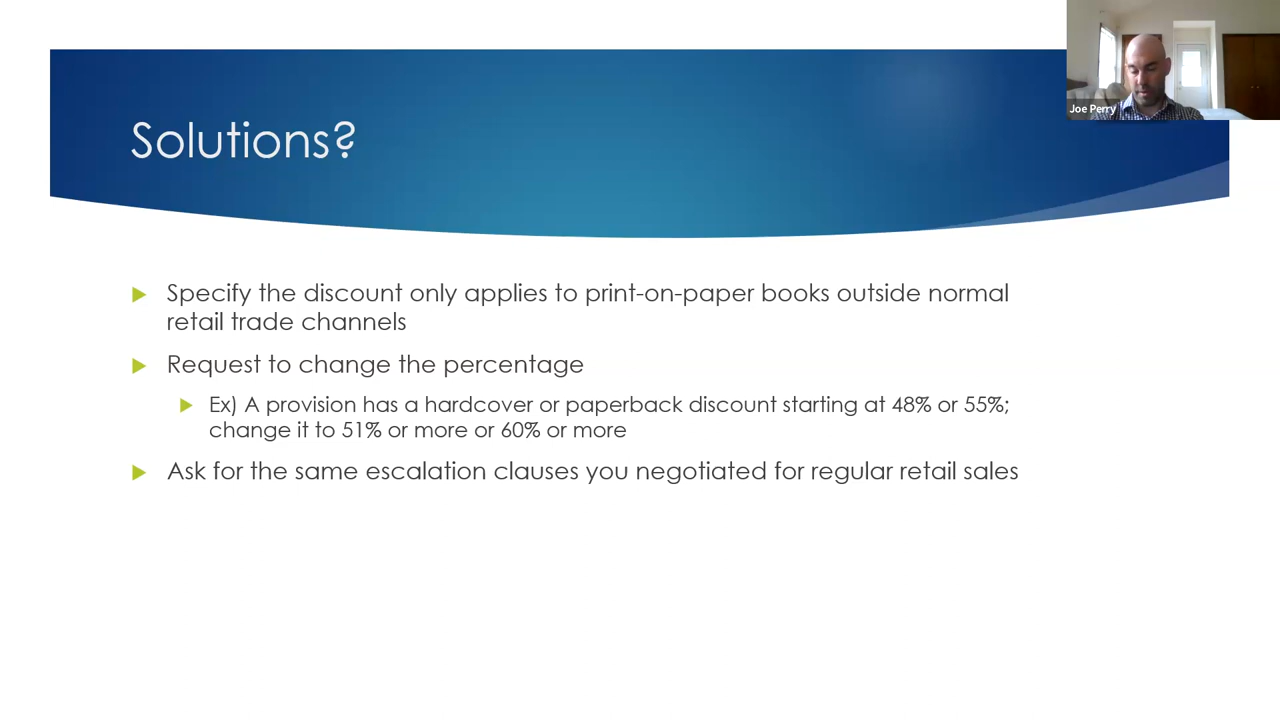 Joe Perry
Solutions?
Specify the discount only applies to print-on-paper books outside normal
retail trade channels
Request to change the percentage
Ex) A provision has a hardcover or paperback discount starting at 48% or 55%;
change it to 51% or more or 60% or more
Ask for the same escalation clauses you negotiated for regular retail sales